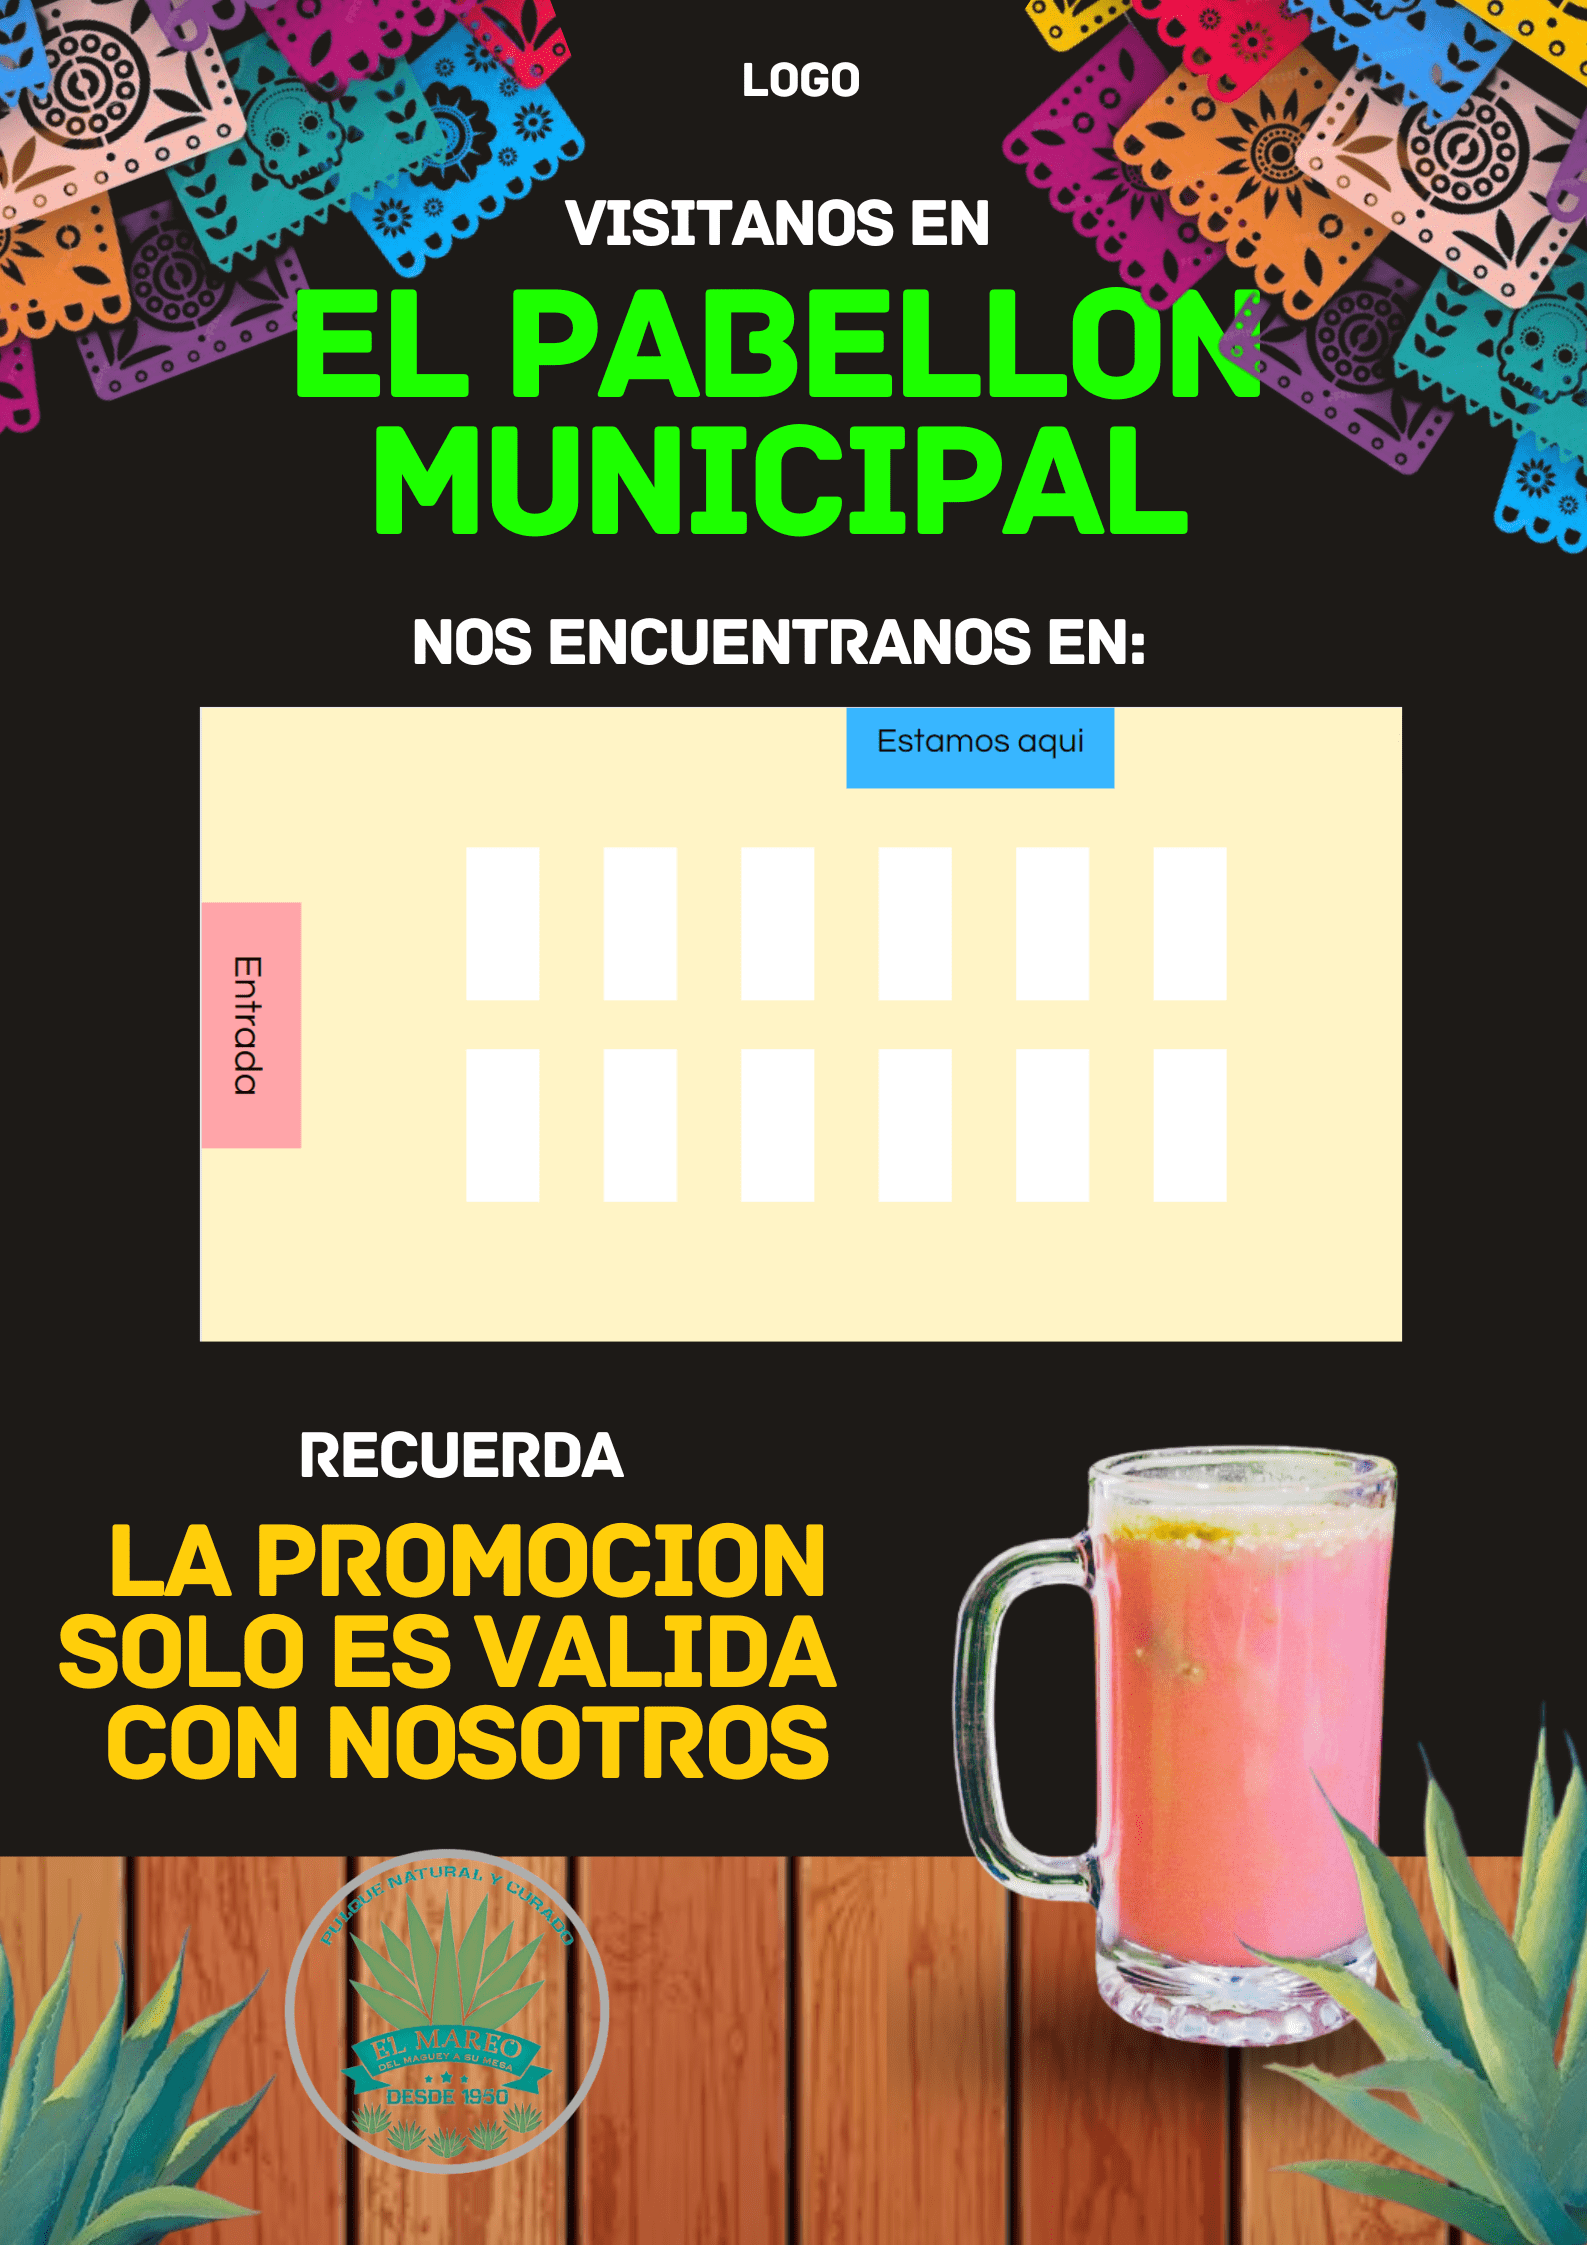 LOGO
VISITANOS EN
EL PABELLON
MUNICIPAL
NOS ENCUENTRANOS EN:
Estamos aqui
Entrada
RECUERDA
LA PROMOCION
SOLO ES VALIDA
CON NOSOTROS
PULQUE NATURAL Y CURADO
EL MAREO
DEL MAGUEY A SU MESA
DESDE 1950